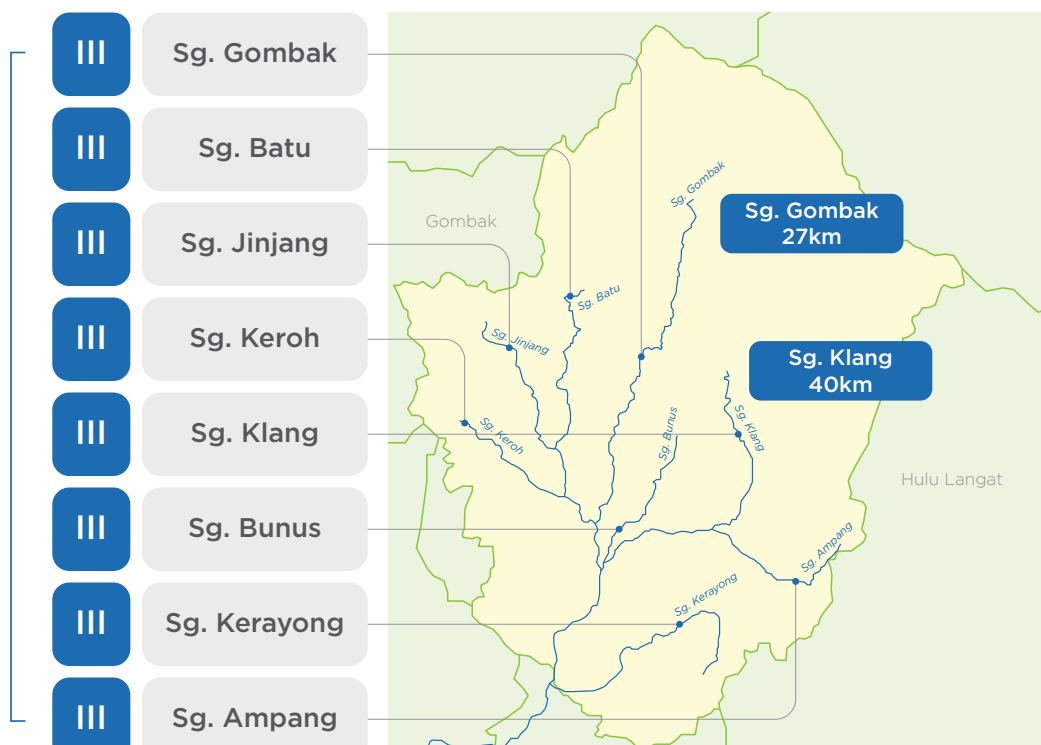 III
Sg. Gombak
III
Sg. Batu
III
Sg. Jinjang
III
Sg. Keroh
III
Sg. Klang
III
Sg. Bunus
III
Sg. Kerayong
III
Sg. Ampang
Gombak
Sg. Gombak
Sg. Gombak
27km
Sg. Batu
Sg. Jinjang
Sg. Klang
40km
Sg. Keroh
Sg. Bunus
Sg. Klang
Hulu Langat
Sg. Ampang
Sg. Kerayong